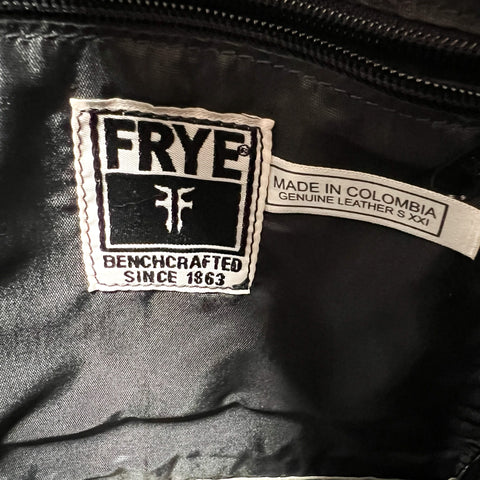 FRYE®
BENCHCRAFTED
SINCE 1863
MADE IN COLOMBIA
GENUINE LEATHER S XXI